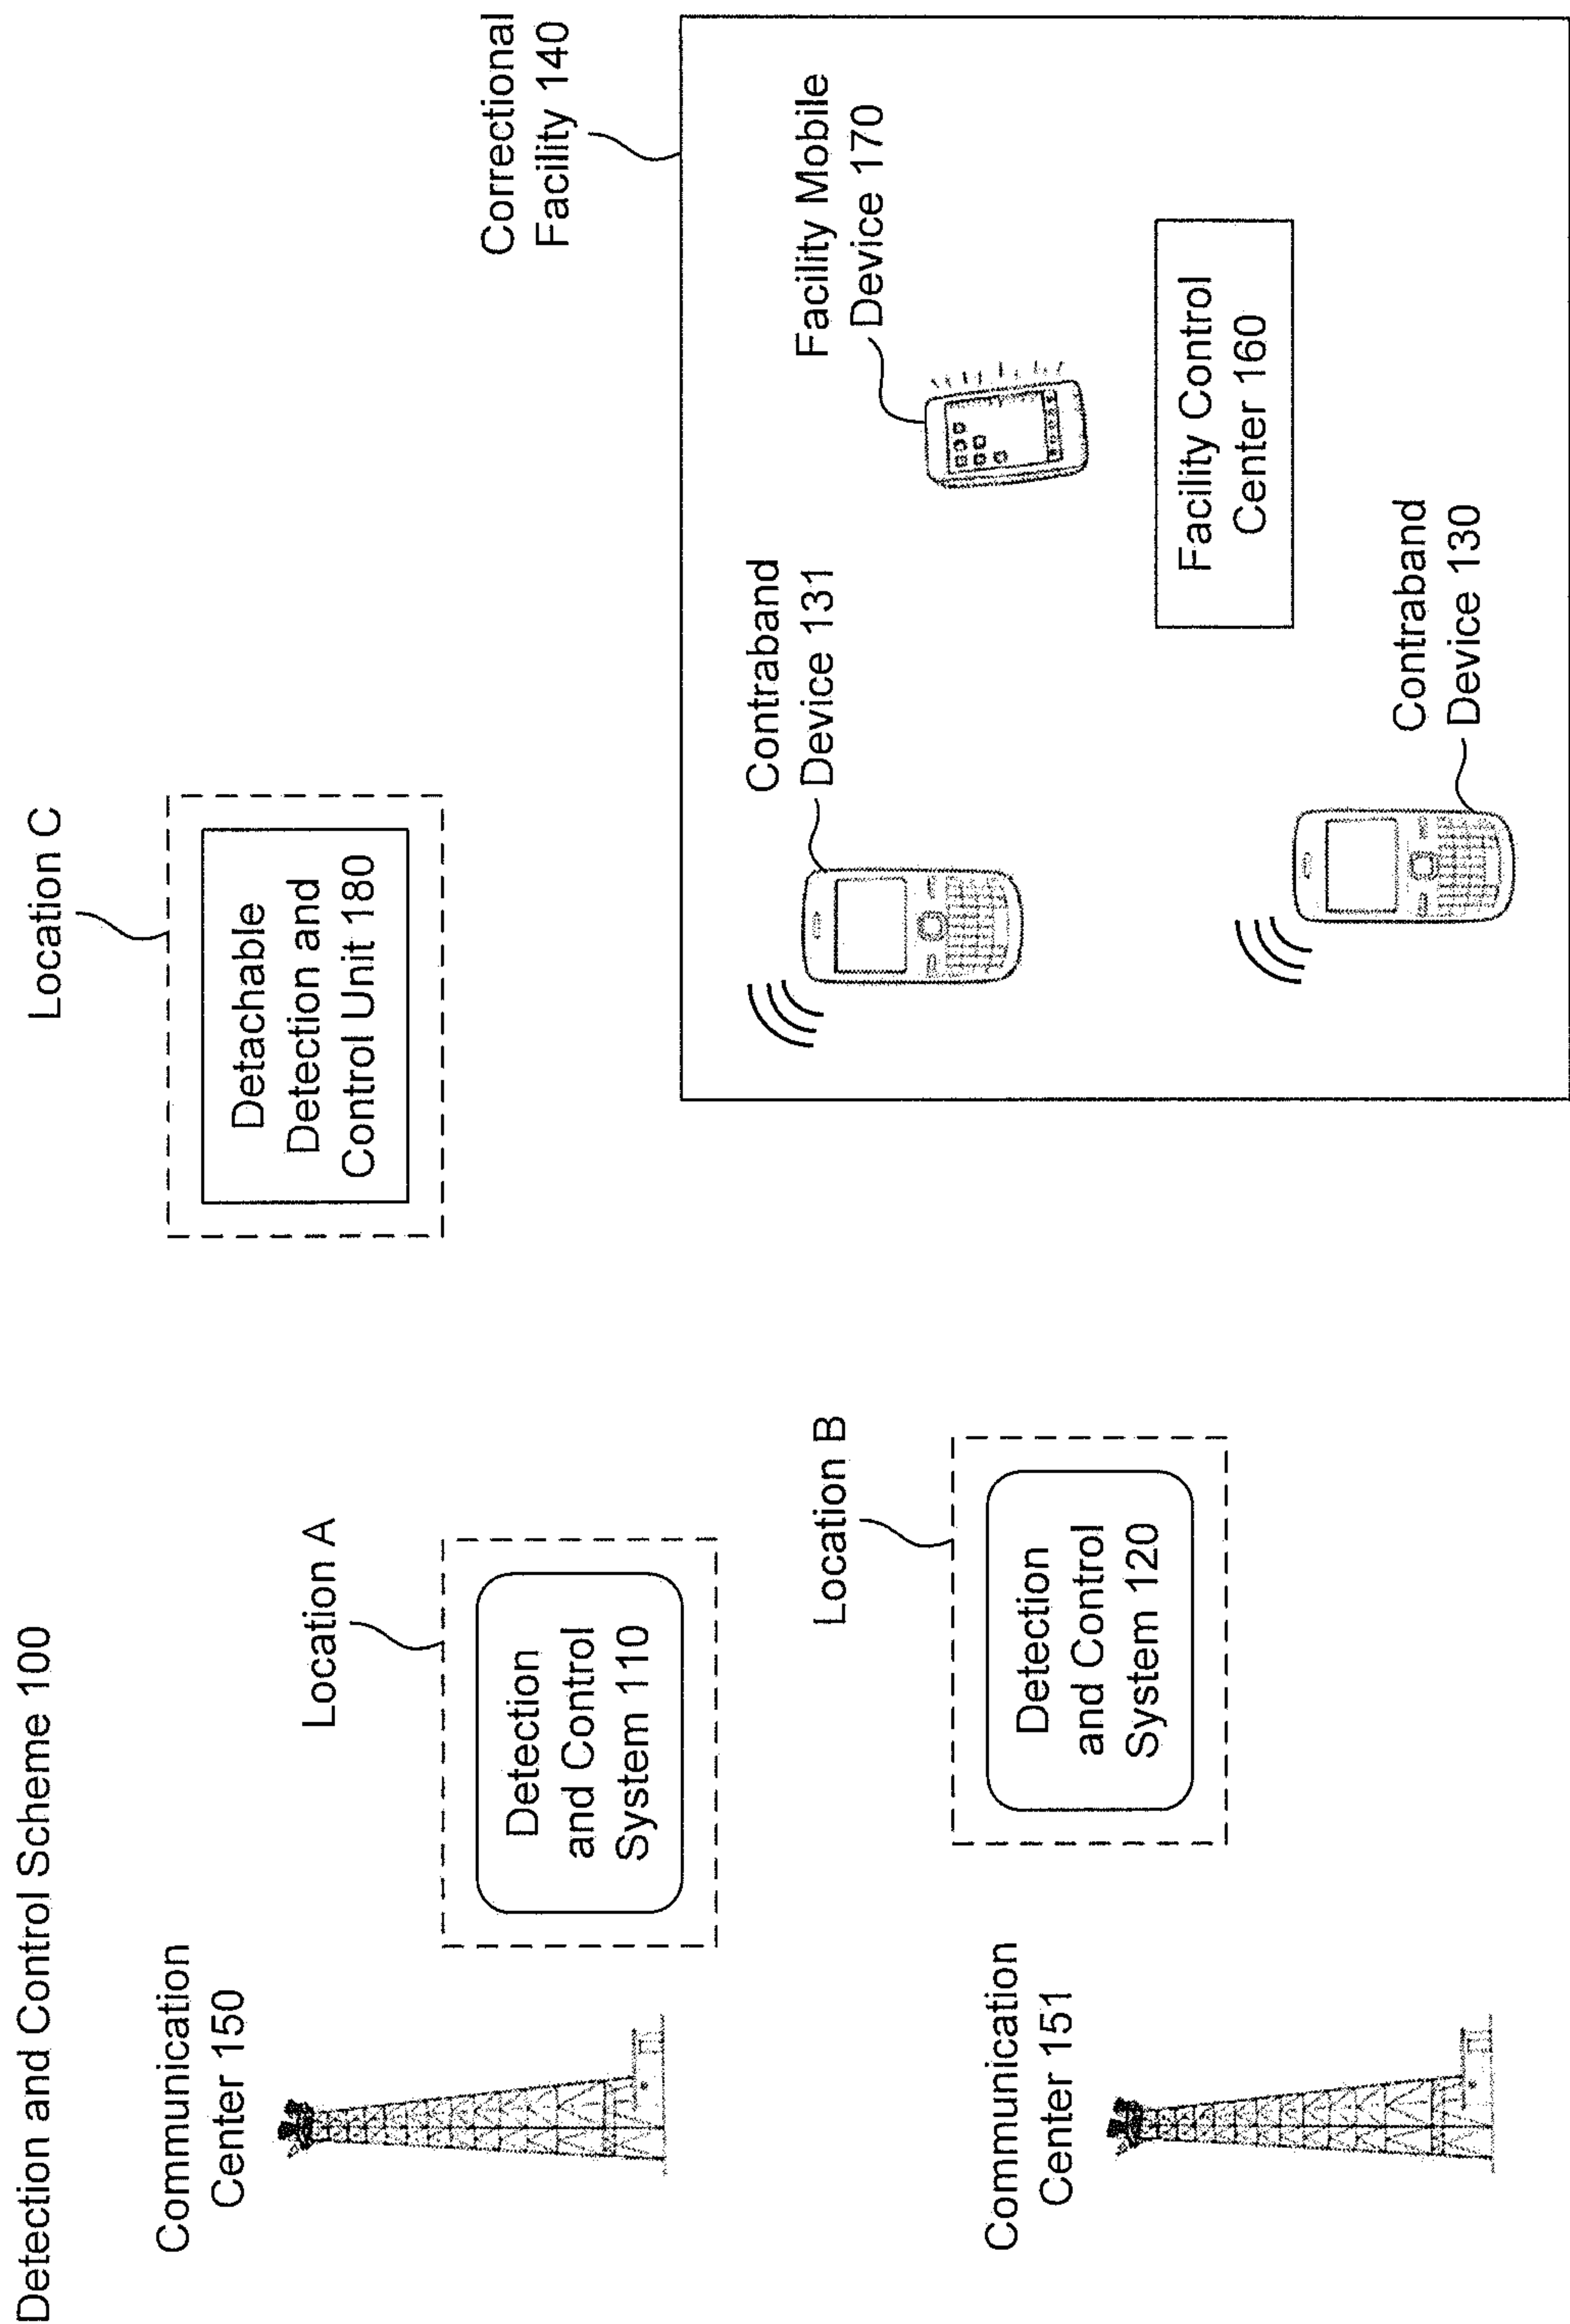 Detection and Control Scheme 100
Communication
Center 150
Location A
Detection
and Control
System 110
Location C
Detachable
Detection and
Control Unit 180
Communication
Center 151
Location B
Detection
and Control
System 120
Correctional
Facility 140
Contraband
Device 131
Facility Mobile
Device 170
Facility Control
Center 160
Contraband
Device 130